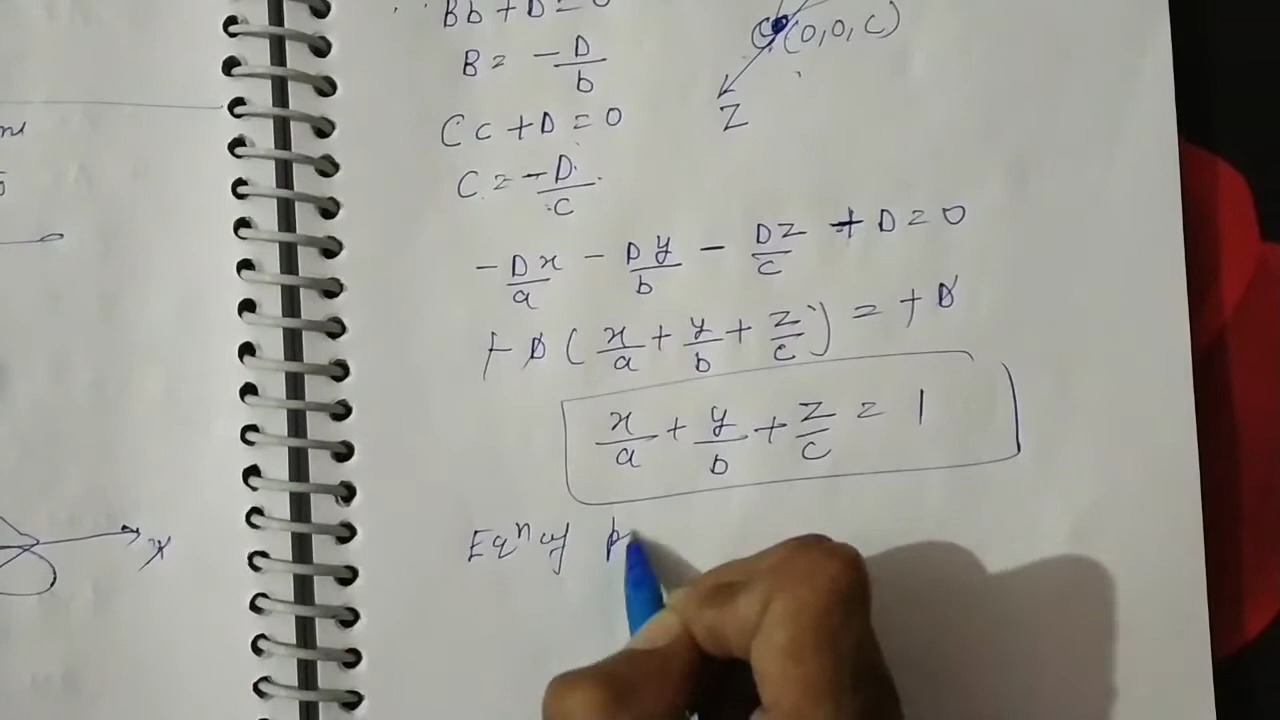 Bb + D = 0
B = -D/b
C(0,0,C)
Z
Cc + D = 0
C = -D/c
-Dx/a - Dy/b - Dz/c + D = 0
+ D (x/a + y/b + z/c) = + D
x/a + y/b + z/c = 1
Eqⁿ of p
X